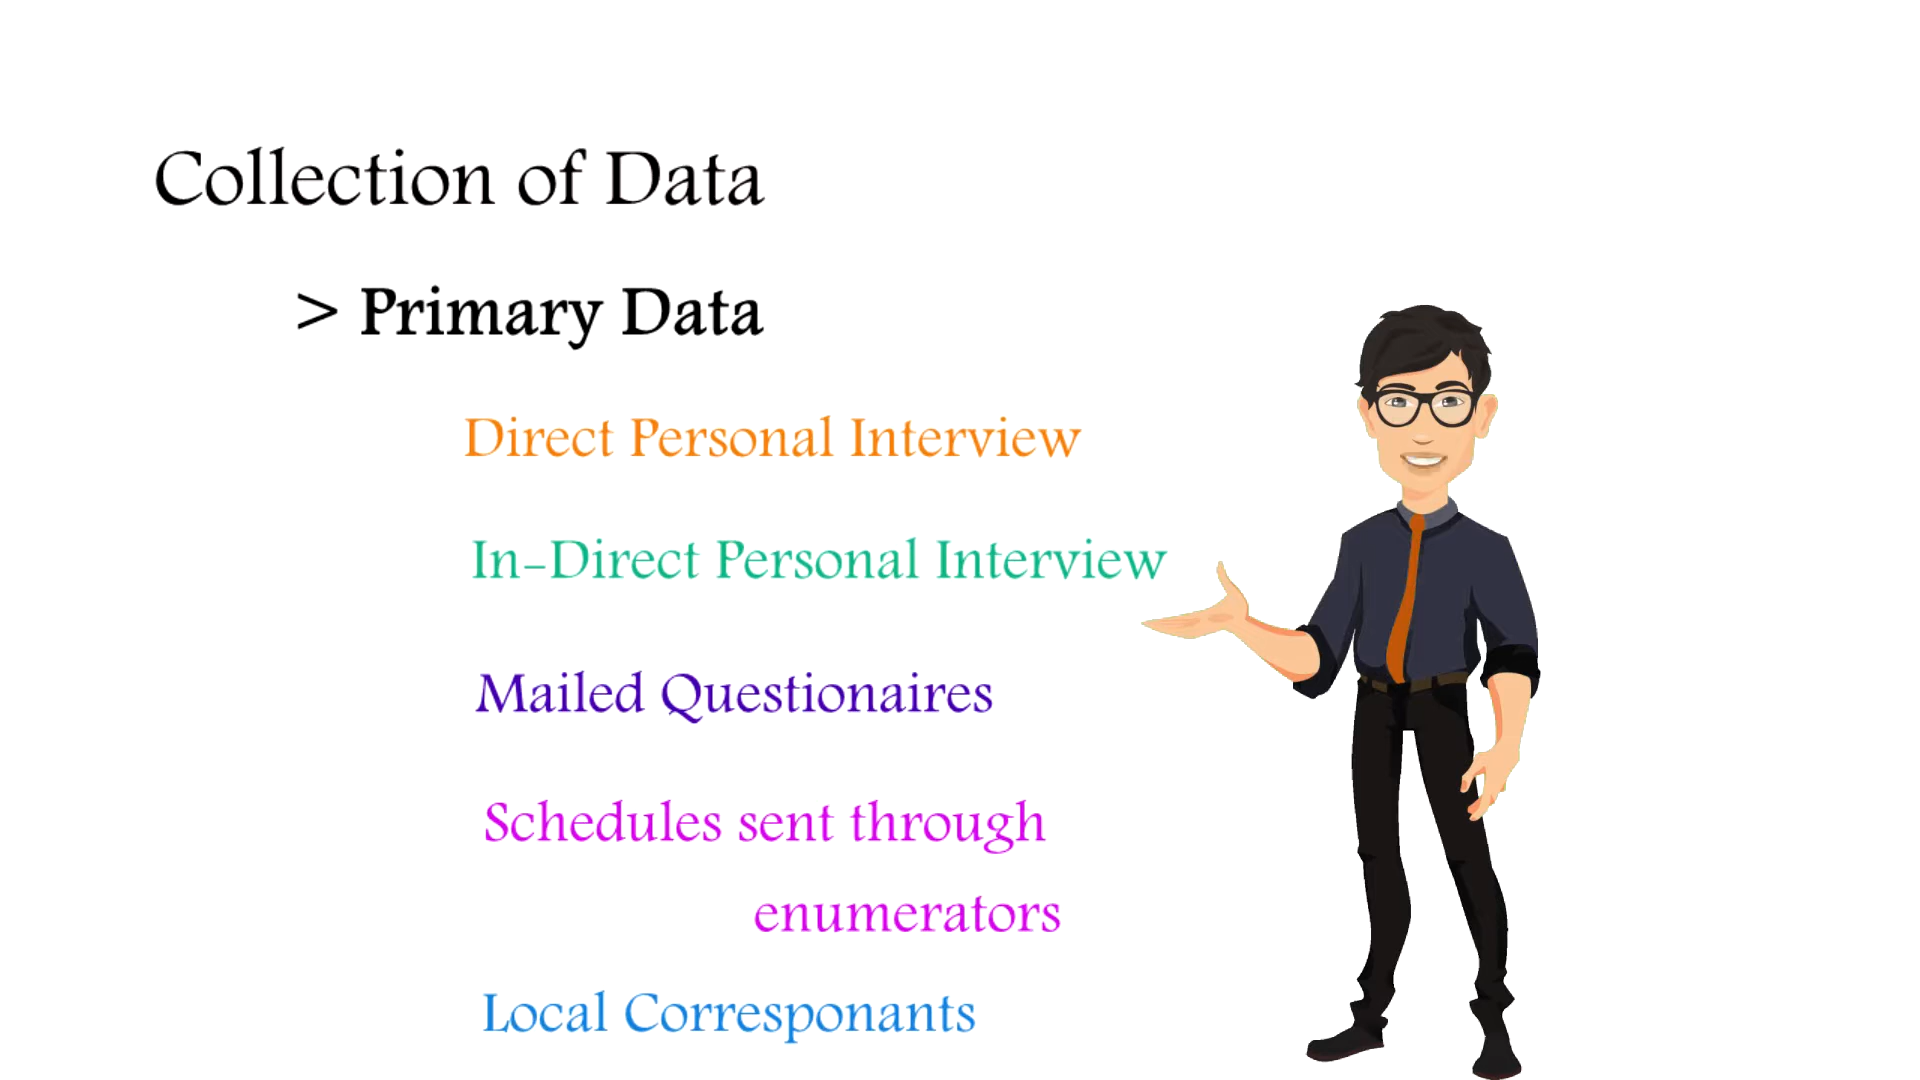 Collection of Data
> Primary Data
Direct Personal Interview
In-Direct Personal Interview
Mailed Questionaires
Schedules sent through
enumerators
Local Corresponants